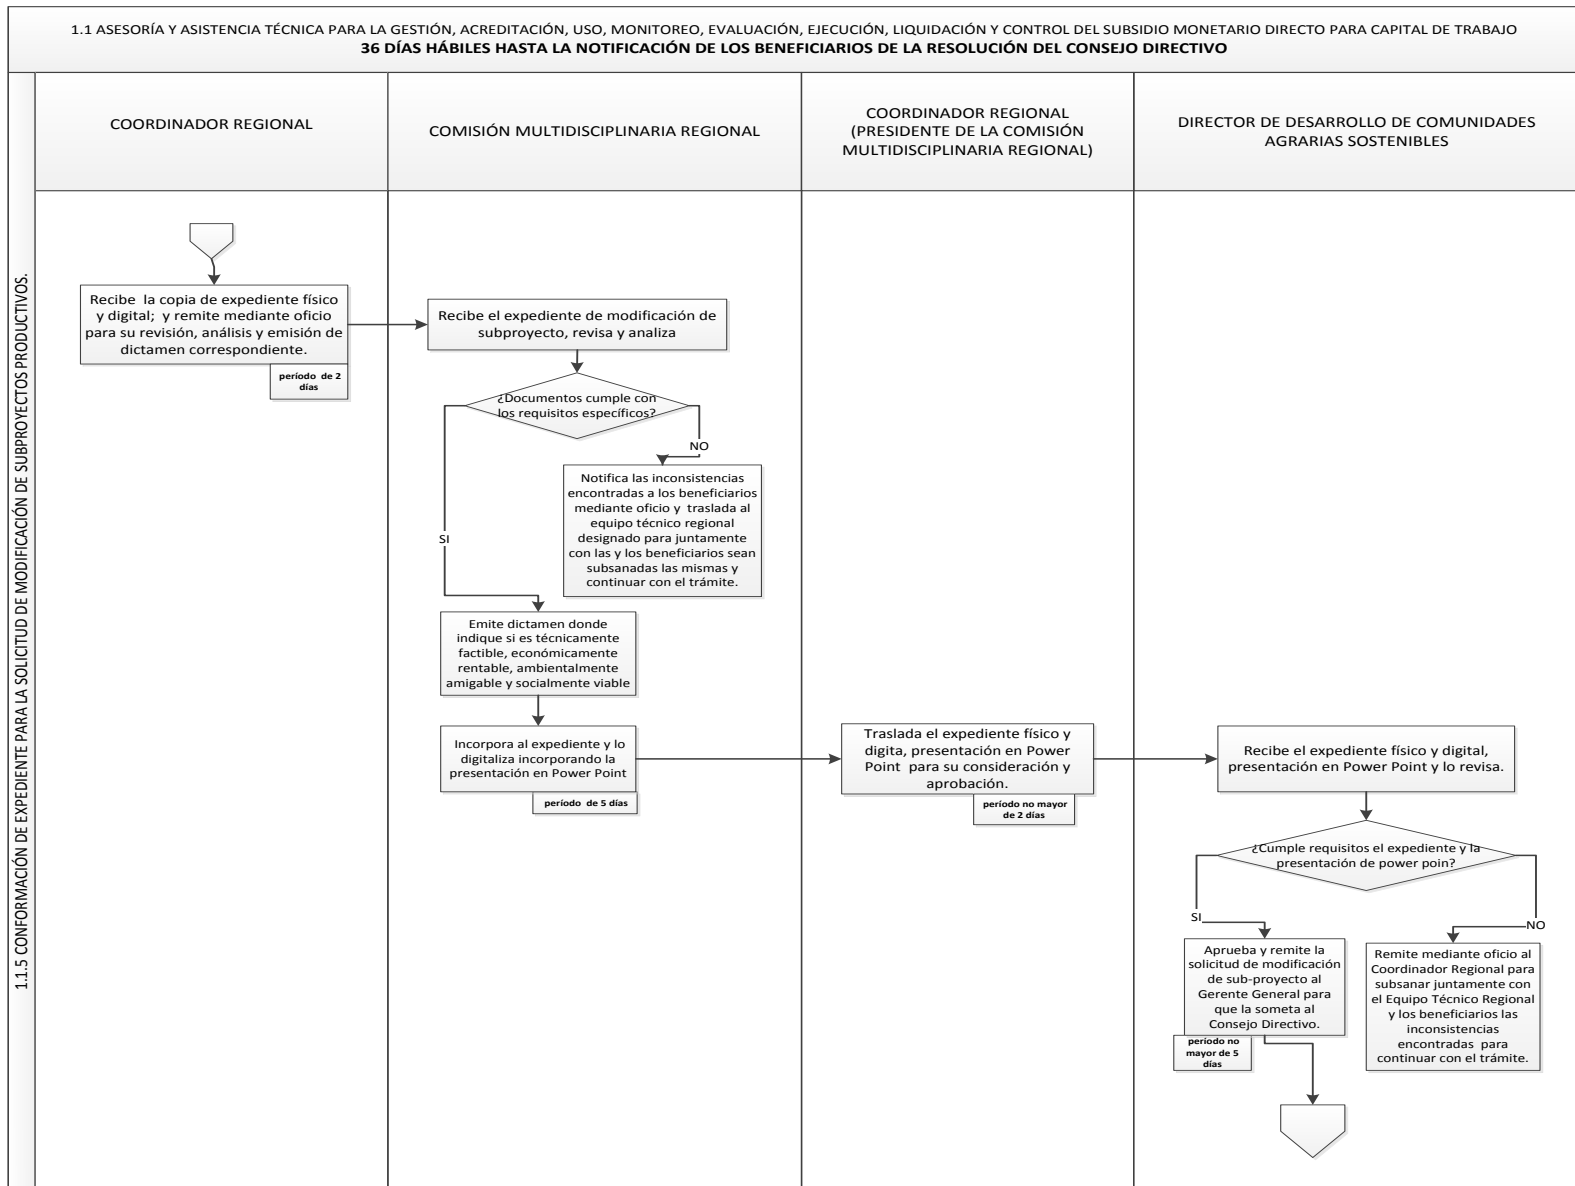 1.1 ASESORÍA Y ASISTENCIA TÉCNICA PARA LA GESTIÓN, ACREDITACIÓN, USO, MONITOREO, EVALUACIÓN, EJECUCIÓN, LIQUIDACIÓN Y CONTROL DEL SUBSIDIO MONETARIO DIRECTO PARA CAPITAL DE TRABAJO
36 DÍAS HÁBILES HASTA LA NOTIFICACIÓN DE LOS BENEFICIARIOS DE LA RESOLUCIÓN DEL CONSEJO DIRECTIVO
1.1.5 CONFORMACIÓN DE EXPEDIENTE PARA LA SOLICITUD DE MODIFICACIÓN DE SUBPROYECTOS PRODUCTIVOS.
COORDINADOR REGIONAL
COMISIÓN MULTIDISCIPLINARIA REGIONAL
COORDINADOR REGIONAL
(PRESIDENTE DE LA COMISIÓN
MULTIDISCIPLINARIA REGIONAL)
DIRECTOR DE DESARROLLO DE COMUNIDADES
AGRARIAS SOSTENIBLES
Recibe la copia de expediente físico
y digital; y remite mediante oficio
para su revisión, análisis y emisión de
dictamen correspondiente.
período de 2
días
Recibe el expediente de modificación de
subproyecto, revisa y analiza
¿Documentos cumple con
los requisitos específicos?
NO
SI
Notifica las inconsistencias
encontradas a los beneficiarios
mediante oficio y traslada al
equipo técnico regional
designado para juntamente
con las y los beneficiarios sean
subsanadas las mismas y
continuar con el trámite.
Emite dictamen donde
indique si es técnicamente
factible, económicamente
rentable, ambientalmente
amigable y socialmente viable
Incorpora al expediente y lo
digitaliza incorporando la
presentación en Power Point
período de 5 días
Traslada el expediente físico y
digita, presentación en Power
Point para su consideración y
aprobación.
período no mayor
de 2 días
Recibe el expediente físico y digital,
presentación en Power Point y lo revisa.
¿Cumple requisitos el expediente y la
presentación de power poin?
SI
NO
Aprueba y remite la
solicitud de modificación
de sub-proyecto al
Gerente General para
que la someta al
Consejo Directivo.
período no
mayor de 5
días
Remite mediante oficio al
Coordinador Regional para
subsanar juntamente con
el Equipo Técnico Regional
y los beneficiarios las
inconsistencias
encontradas para
continuar con el trámite.